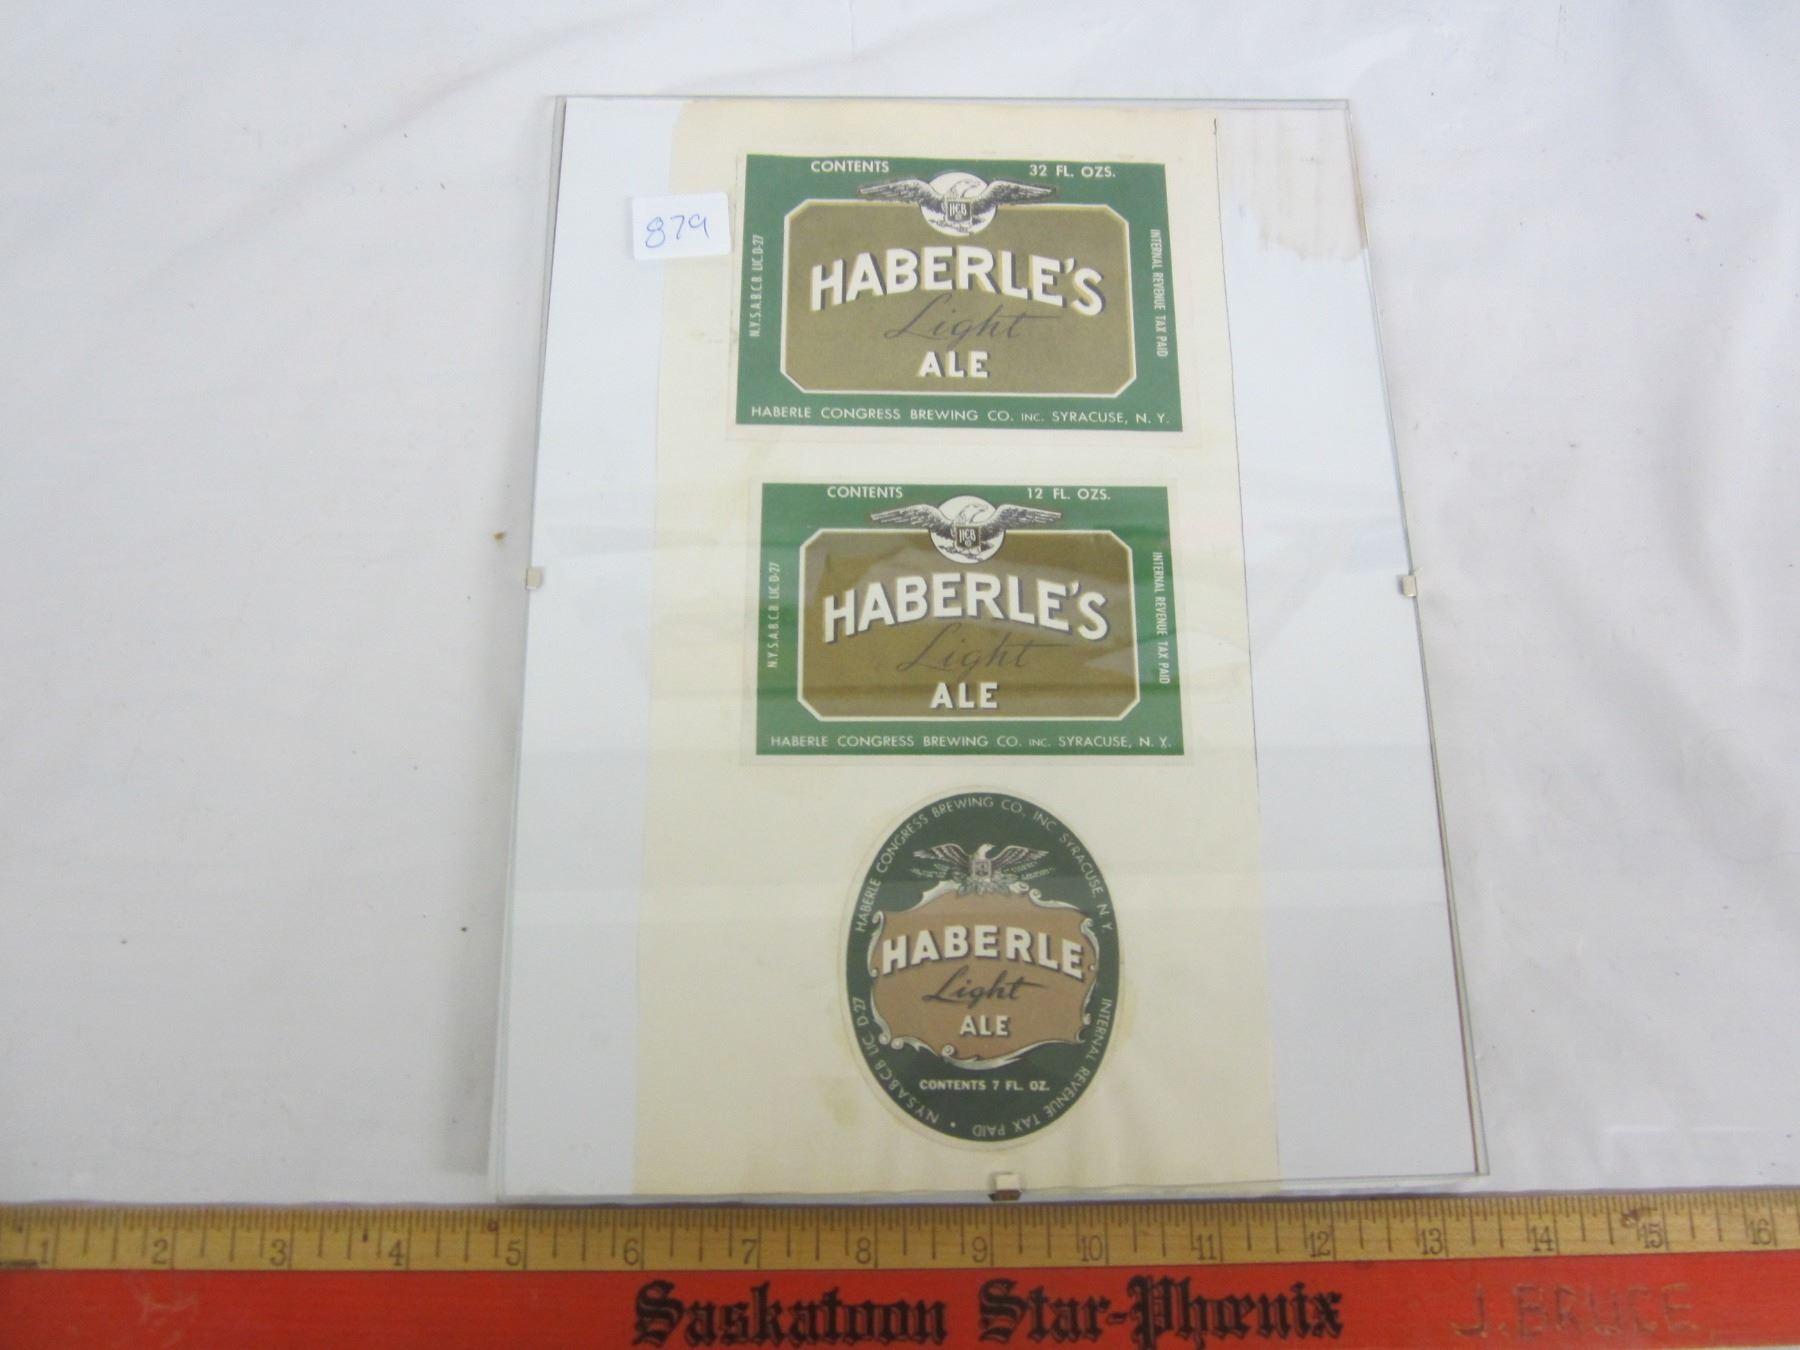 CONTENTS 32 FL. OZS.
879
HCB
N.Y.S.A.B.C.B. LIC. D-27
INTERNAL REVENUE TAX PAID
HABERLE'S
Light
ALE
HABERLE CONGRESS BREWING CO. INC. SYRACUSE, N. Y.
CONTENTS 12 FL. OZS.
HCB
N.Y.S.A.B.C.B. LIC. D-27
INTERNAL REVENUE TAX PAID
HABERLE'S
Light
ALE
HABERLE CONGRESS BREWING CO. INC. SYRACUSE, N. Y.
HABERLE CONGRESS BREWING CO., INC. SYRACUSE, N. Y.
HABERLE
Light
ALE
CONTENTS 7 FL. OZ.
N.Y.S.A.B.C.B. LIC. D-27 • INTERNAL REVENUE TAX PAID
1 2 3 4 5 6 7 8 9 10 11 12 13 14 15 16
Saskatoon Star-Phœnix J. BRUCE